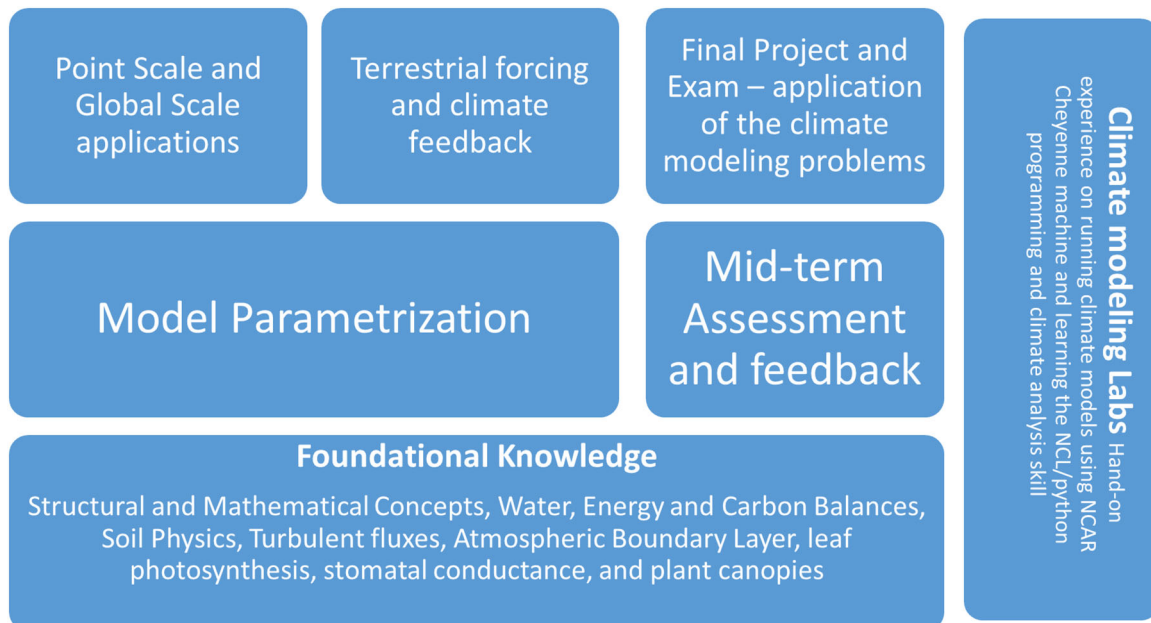 Point Scale and
Global Scale
applications
Terrestrial forcing
and climate
feedback
Final Project and
Exam – application
of the climate
modeling problems
Model Parametrization
Mid-term
Assessment
and feedback
Foundational Knowledge
Structural and Mathematical Concepts, Water, Energy and Carbon Balances,
Soil Physics, Turbulent fluxes, Atmospheric Boundary Layer, leaf
photosynthesis, stomatal conductance, and plant canopies
Climate modeling Labs Hand-on
experience on running climate models using NCAR
Cheyenne machine and learning the NCL/python
programming and climate analysis skill